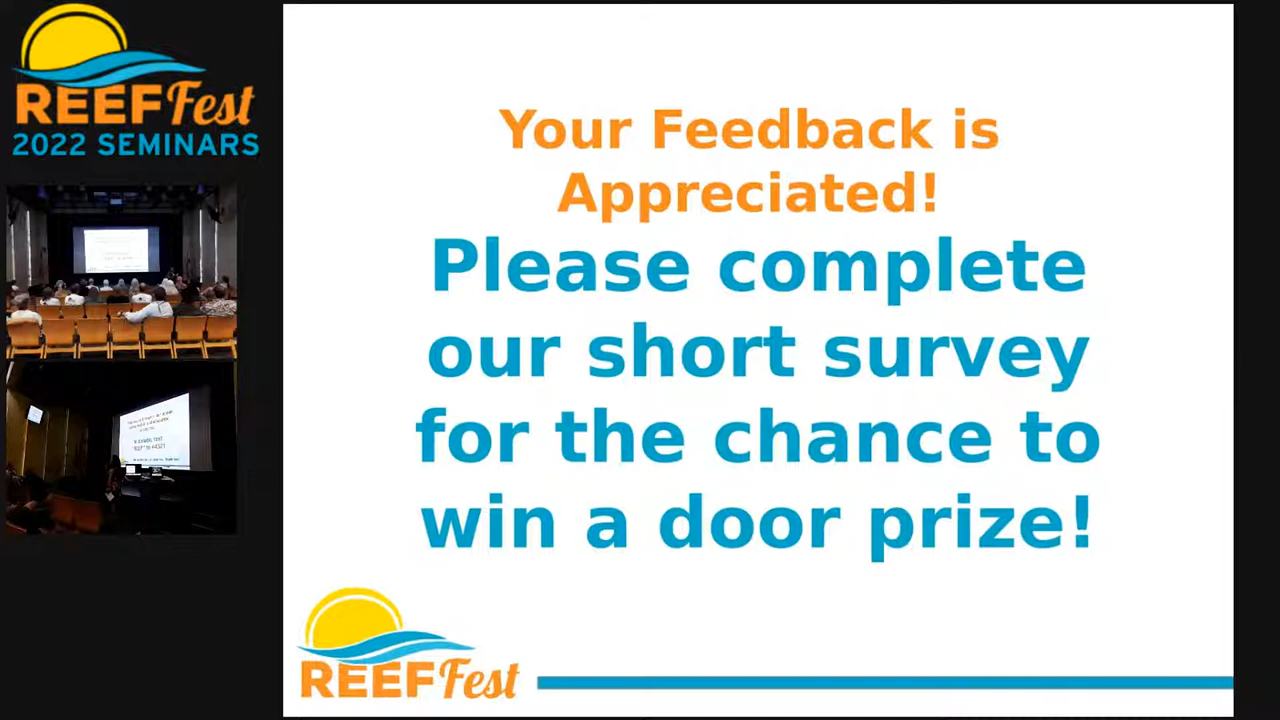 REEF Fest
2022 SEMINARS
Your Feedback is
Appreciated!
Please complete
our short survey
for the chance to
win a door prize!
REEF Fest